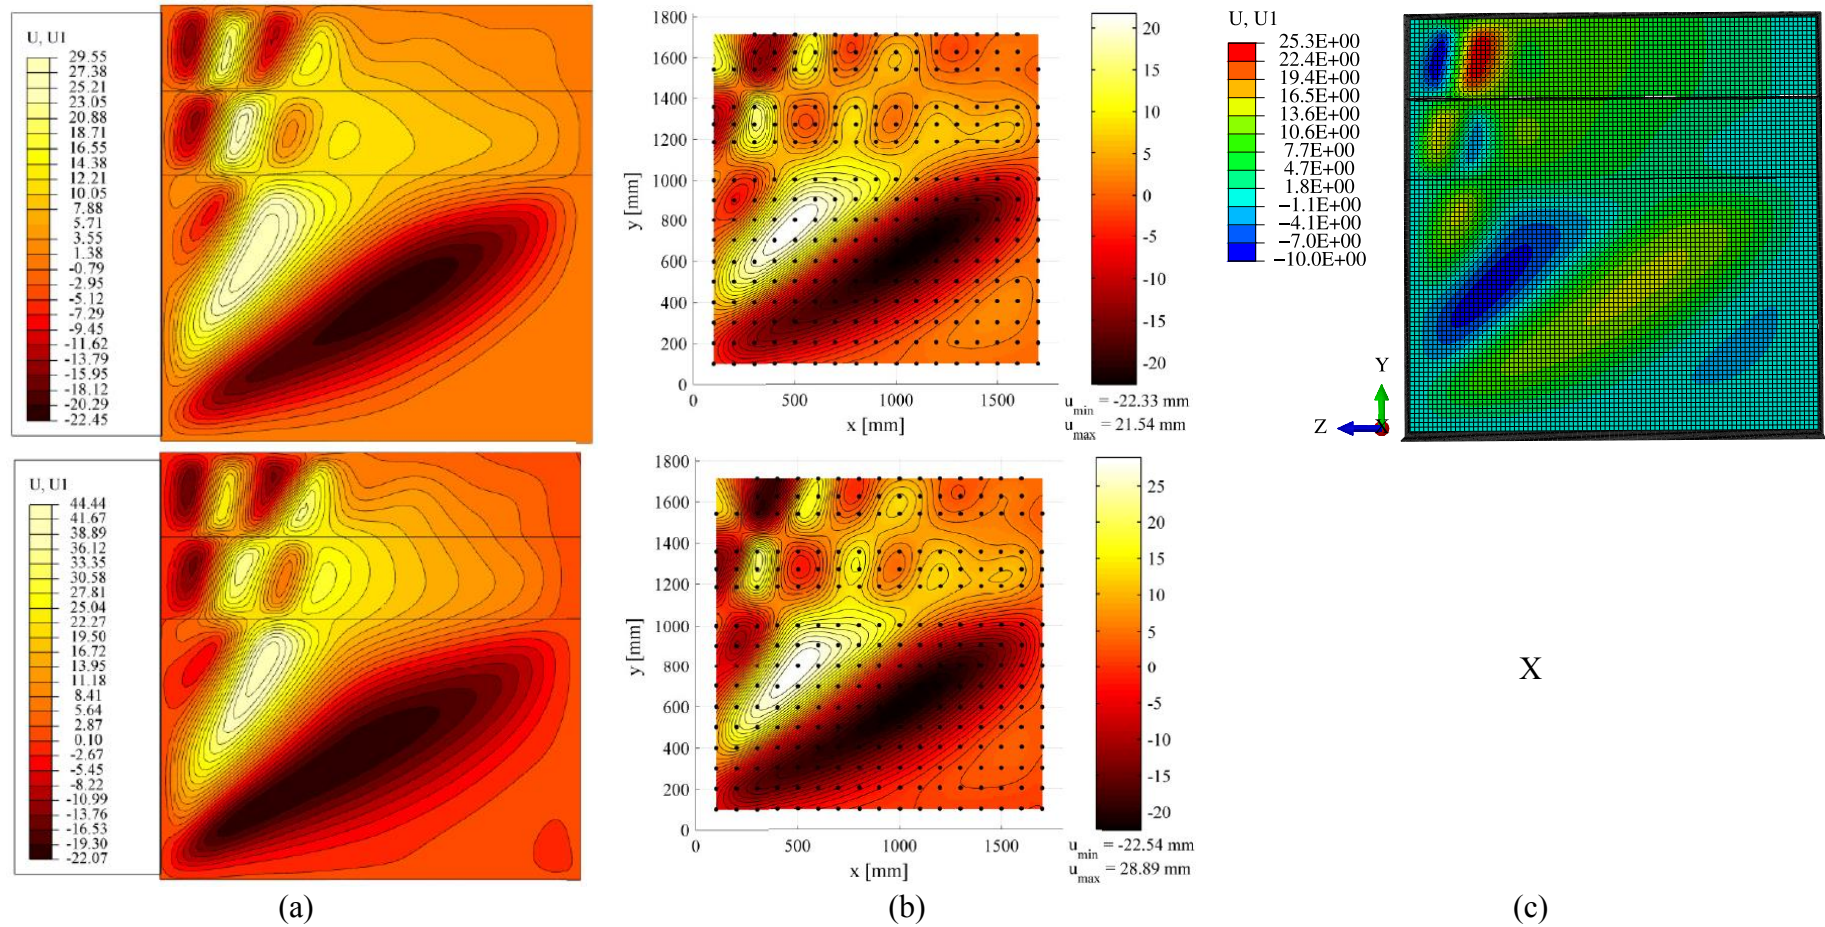 U, U1
29.55
27.38
25.21
23.05
20.88
18.71
16.55
14.38
12.21
10.05
7.88
5.71
3.55
1.38
-0.79
-2.95
-5.12
-7.29
-9.45
-11.62
-13.79
-15.95
-18.12
-20.29
-22.45
1800
1600
1400
1200
1000
800
600
400
200
0
y [mm]
0 500 1000 1500
x [mm]
20
15
10
5
0
-5
-10
-15
-20
u min = -22.33 mm
u max = 21.54 mm
U, U1
25.3E+00
22.4E+00
19.4E+00
16.5E+00
13.6E+00
10.6E+00
7.7E+00
4.7E+00
1.8E+00
−1.1E+00
−4.1E+00
−7.0E+00
−10.0E+00
Y
Z
X
U, U1
44.44
41.67
38.89
36.12
33.35
30.58
27.81
25.04
22.27
19.50
16.72
13.95
11.18
8.41
5.64
2.87
0.10
-2.67
-5.45
-8.22
-10.99
-13.76
-16.53
-19.30
-22.07
1800
1600
1400
1200
1000
800
600
400
200
0
y [mm]
0 500 1000 1500
x [mm]
25
20
15
10
5
0
-5
-10
-15
-20
u min = -22.54 mm
u max = 28.89 mm
X
(a)
(b)
(c)